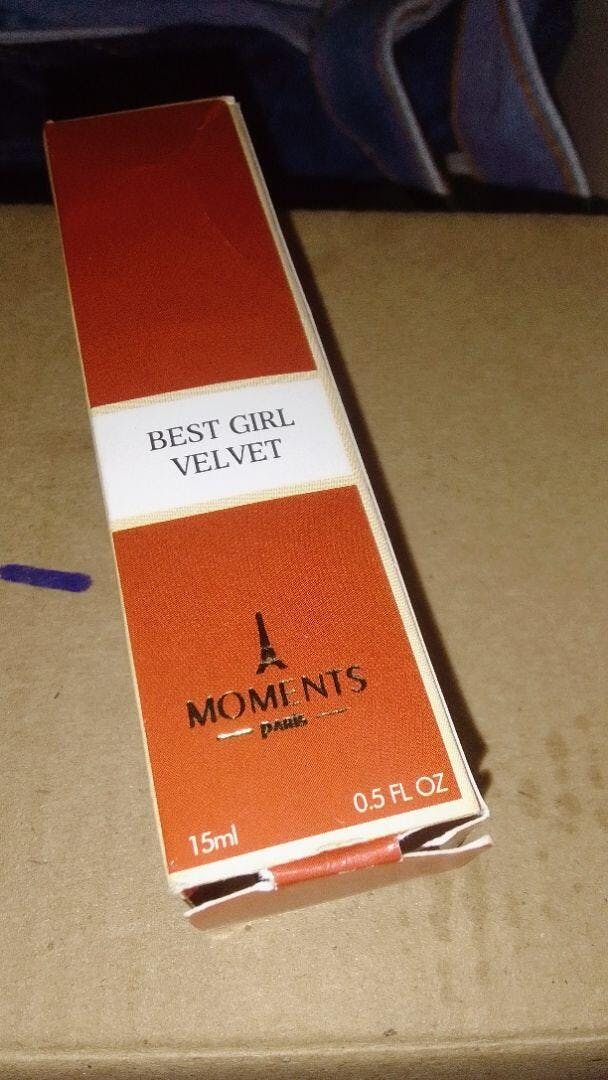 BEST GIRL
VELVET
MOMENTS
paris
15ml
0.5 FL OZ